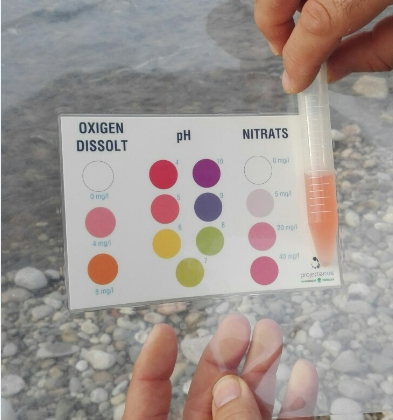 OXIGEN
DISSOLT
pH
NITRATS
0 mg/l
4 mg/l
8 mg/l
4
10
5
9
6
8
7
0 mg/l
5 mg/l
20 mg/l
40 mg/l
projecterius